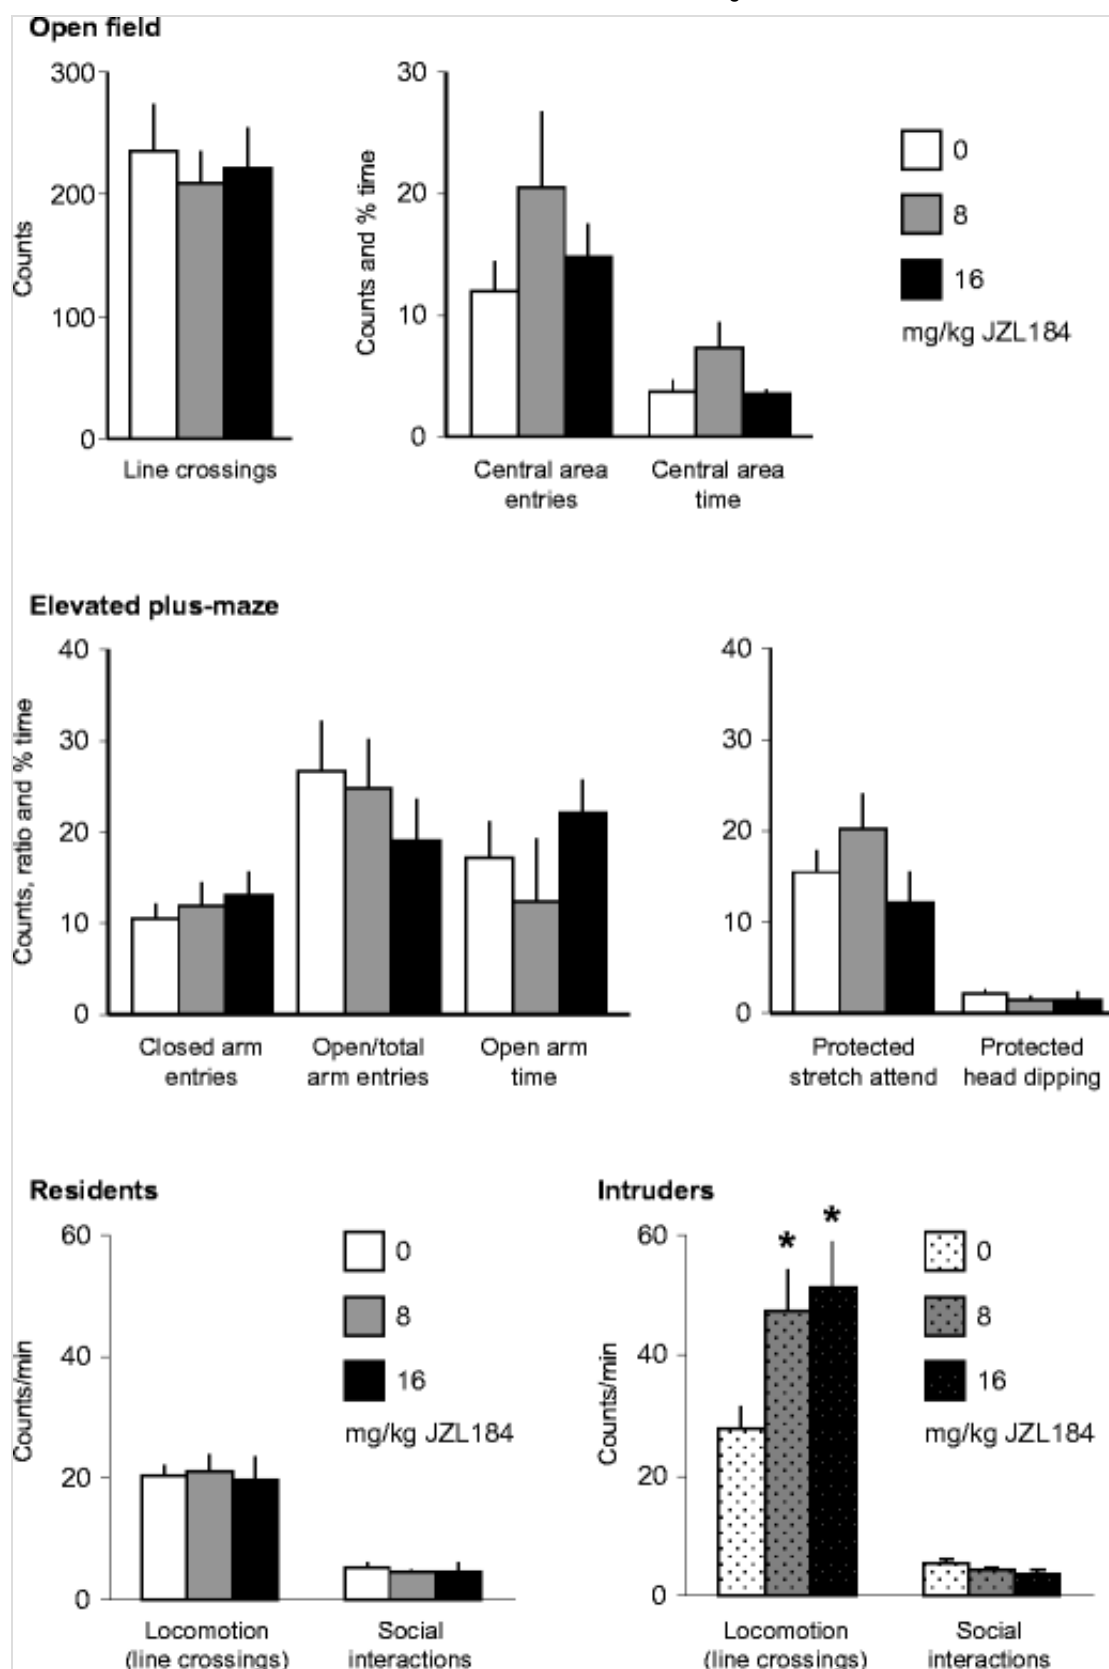 Open field
300
200
100
0
Counts
Line crossings
30
20
10
0
Counts and % time
Central area
entries
Central area
time
0
8
16
mg/kg JZL184
Elevated plus-maze
40
30
20
10
0
Counts, ratio and % time
Closed arm
entries
Open/total
arm entries
Open arm
time
40
30
20
10
0
Protected
stretch attend
Protected
head dipping
Residents
60
40
20
0
Counts/min
0
8
16
mg/kg JZL184
Locomotion
(line crossings)
Social
interactions
Intruders
60
40
20
0
Counts/min
* *
0
8
16
mg/kg JZL184
Locomotion
(line crossings)
Social
interactions